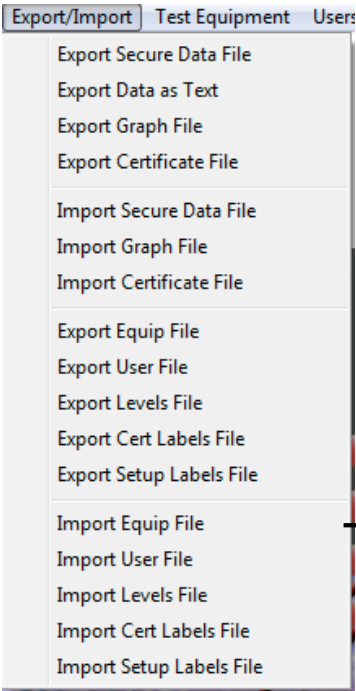 Export/Import Test Equipment Users
Export Secure Data File
Export Data as Text
Export Graph File
Export Certificate File
Import Secure Data File
Import Graph File
Import Certificate File
Export Equip File
Export User File
Export Levels File
Export Cert Labels File
Export Setup Labels File
Import Equip File
Import User File
Import Levels File
Import Cert Labels File
Import Setup Labels File